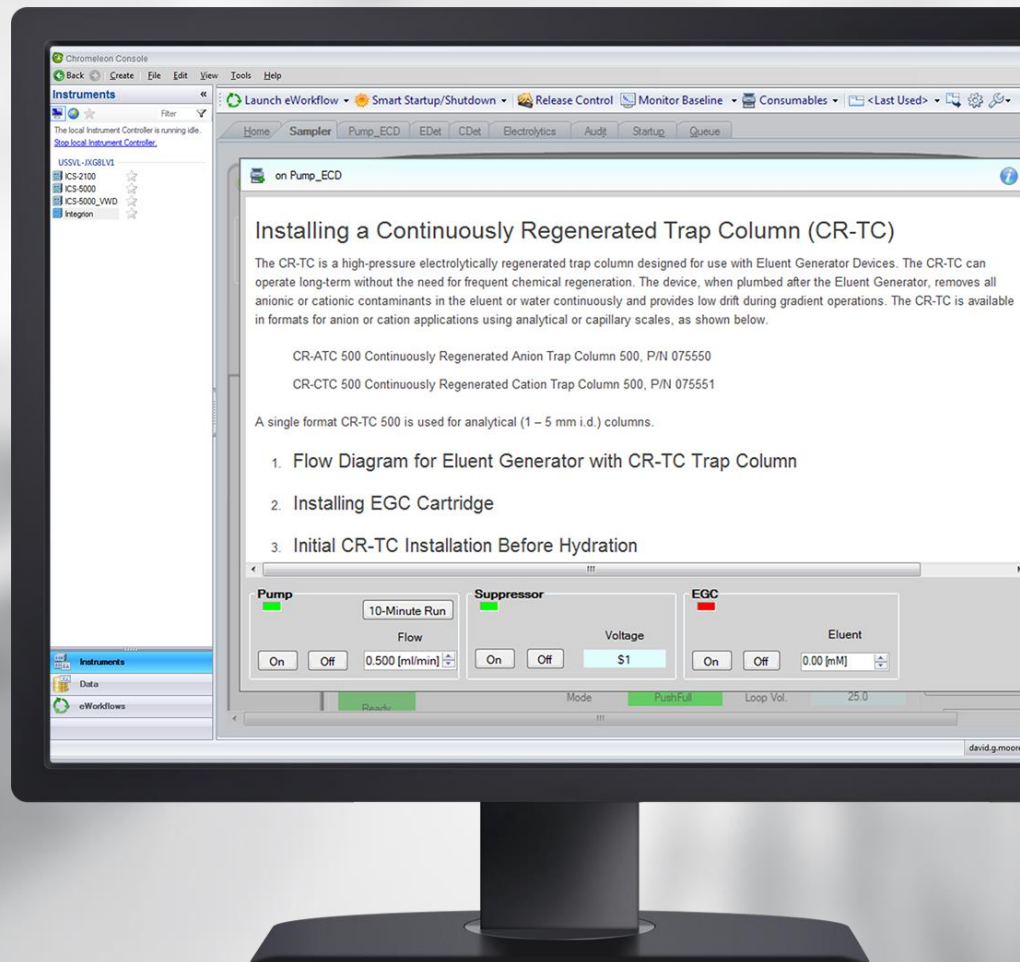 Chromeleon Console
Back Create File Edit View Tools Help
Instruments «
Launch eWorkflow Smart Startup/Shutdown Release Control Monitor Baseline Consumables <Last Used>
Filter
The local Instrument Controller is running idle.
Stop local Instrument Controller.
Home Sampler Pump_ECD EDet CDet Electrolytics Audit Startup Queue
USSVL-JXG8LV1
ICS-2100
ICS-5000
ICS-5000_VWD
Integrion
on Pump_ECD
Installing a Continuously Regenerated Trap Column (CR-TC)
The CR-TC is a high-pressure electrolytically regenerated trap column designed for use with Eluent Generator Devices. The CR-TC can
operate long-term without the need for frequent chemical regeneration. The device, when plumbed after the Eluent Generator, removes all
anionic or cationic contaminants in the eluent or water continuously and provides low drift during gradient operations. The CR-TC is available
in formats for anion or cation applications using analytical or capillary scales, as shown below.
CR-ATC 500 Continuously Regenerated Anion Trap Column 500, P/N 075550
CR-CTC 500 Continuously Regenerated Cation Trap Column 500, P/N 075551
A single format CR-TC 500 is used for analytical (1 – 5 mm i.d.) columns.
1. Flow Diagram for Eluent Generator with CR-TC Trap Column
2. Installing EGC Cartridge
3. Initial CR-TC Installation Before Hydration
Pump Suppressor EGC
10-Minute Run
Flow Voltage Eluent
On Off 0.500 [ml/min] On Off S1 On Off 0.00 [mM]
Instruments
Data
eWorkflows
Ready Mode PushFull Loop Vol. 25.0
david.g.moore